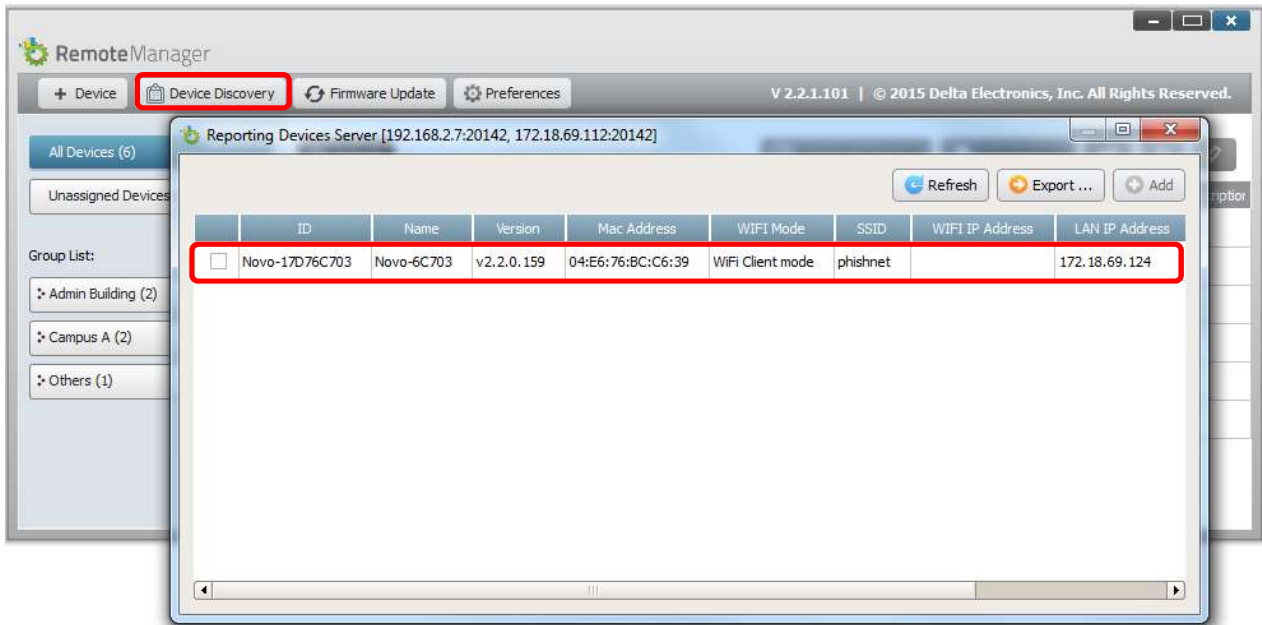 RemoteManager
+ Device Device Discovery Firmware Update Preferences V 2.2.1.101 | © 2015 Delta Electronics, Inc. All Rights Reserved.
Reporting Devices Server [192.168.2.7:20142, 172.18.69.112:20142]
All Devices (6)
Unassigned Devices
Group List:
Admin Building (2)
Campus A (2)
Others (1)
Refresh Export ... Add
ID Name Version Mac Address WIFI Mode SSID WIFI IP Address LAN IP Address
Novo-17D76C703 Novo-6C703 v2.2.0.159 04:E6:76:BC:C6:39 WiFi Client mode phishnet 172.18.69.124